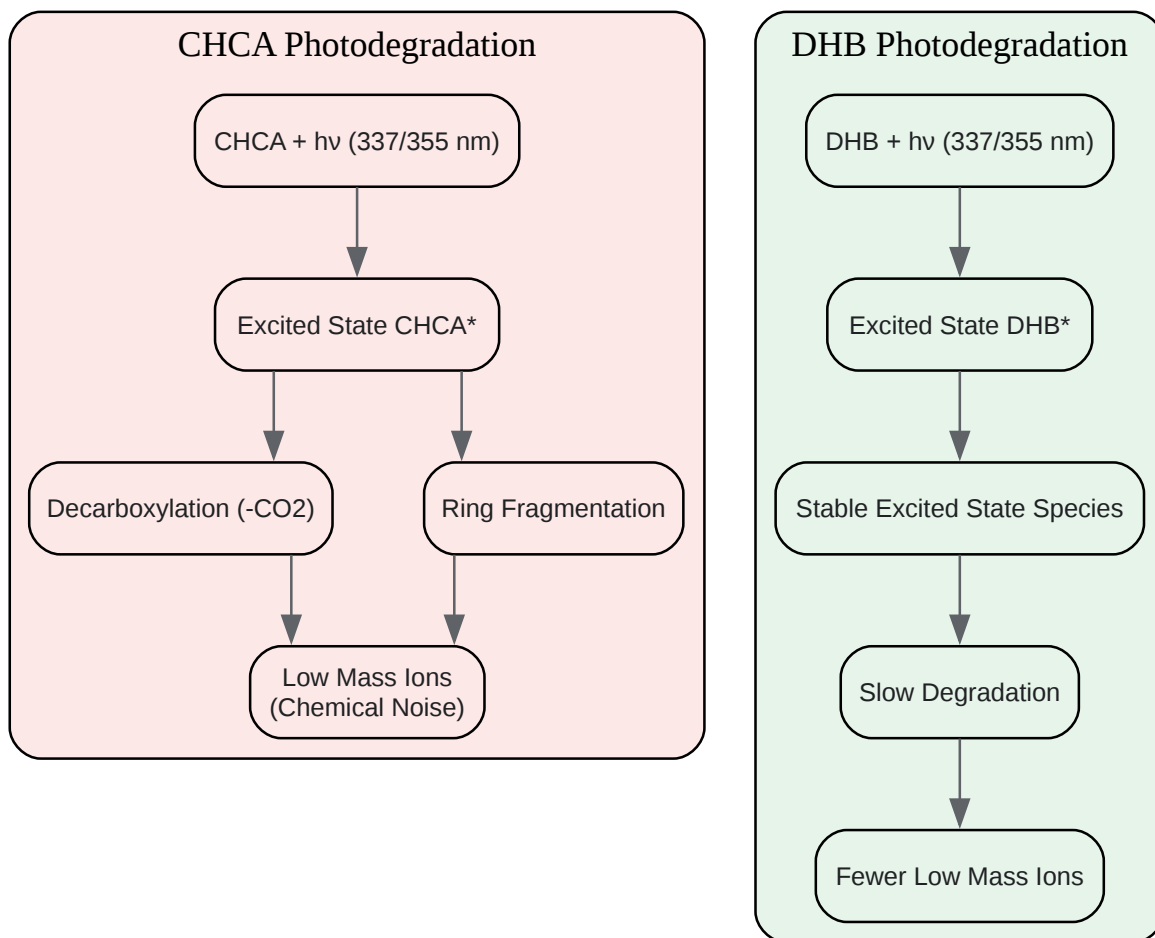 CHCA Photodegradation
CHCA + hν (337/355 nm)
Excited State CHCA*
Decarboxylation (-CO2)
Ring Fragmentation
Low Mass Ions
(Chemical Noise)
DHB Photodegradation
DHB + hν (337/355 nm)
Excited State DHB*
Stable Excited State Species
Slow Degradation
Fewer Low Mass Ions